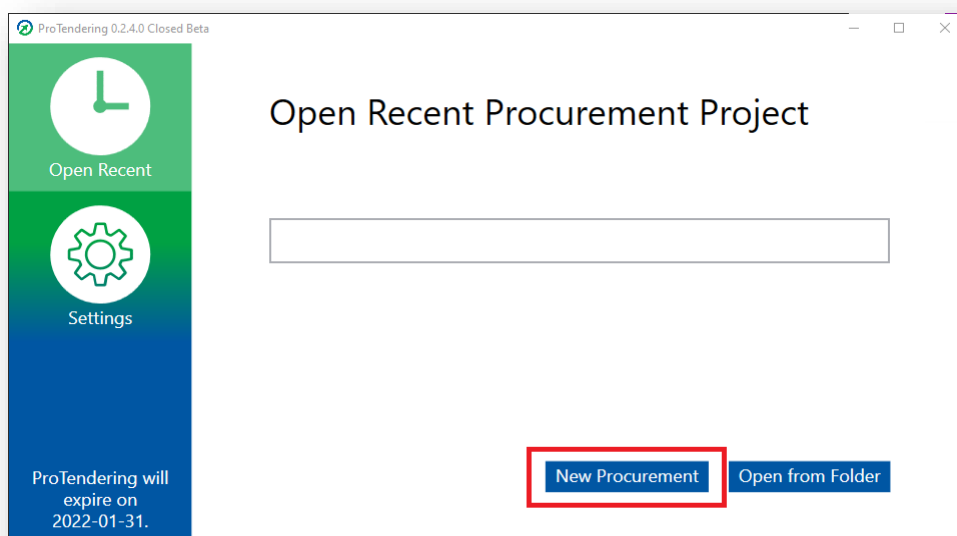 ProTendering 0.2.4.0 Closed Beta
Open Recent
Settings
ProTendering will
expire on
2022-01-31.
Open Recent Procurement Project
New Procurement
Open from Folder